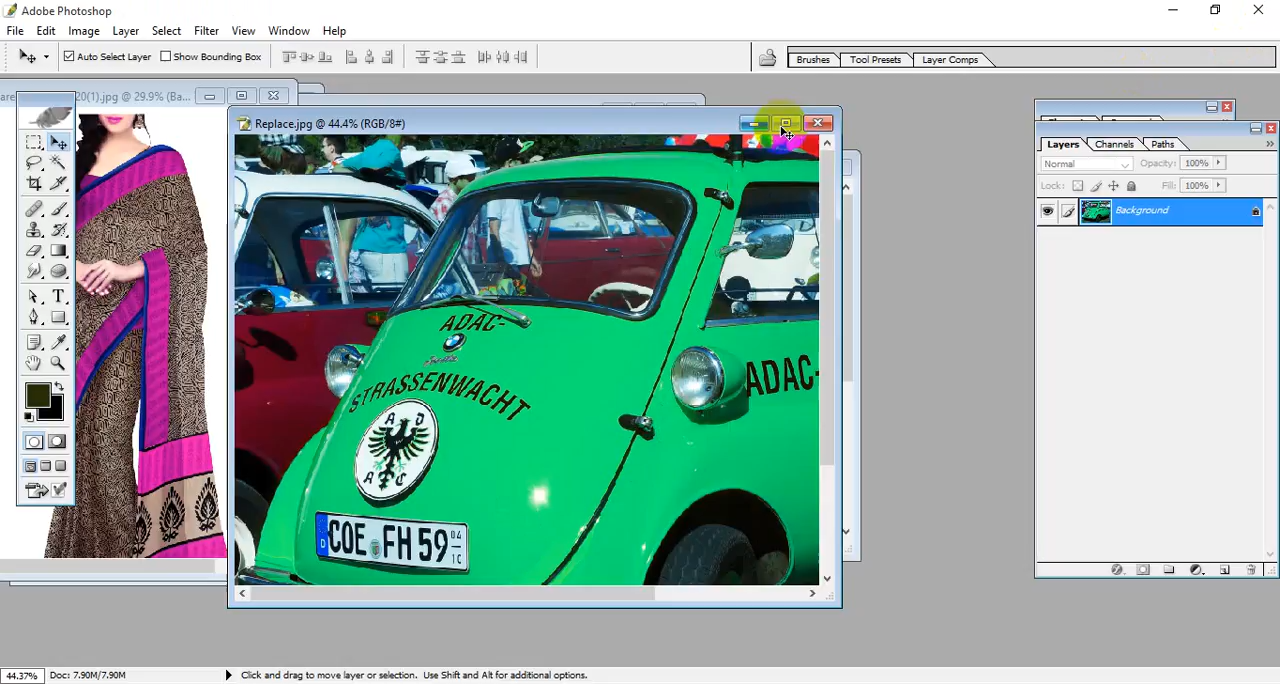 Adobe Photoshop
File Edit Image Layer Select Filter View Window Help
Auto Select Layer Show Bounding Box
Brushes Tool Presets Layer Comps
20(1).jpg @ 29.9% (Ba...
Replace.jpg @ 44.4% (RGB/8#)
Layers Channels Paths
Normal Opacity: 100%
Lock: Fill: 100%
Background
ADAC-
STRASSENWACHT
ADAC-
A D
A C
D COE FH 59 04
T
44.37% Doc: 7.90M/7.90M Click and drag to move layer or selection. Use Shift and Alt for additional options.